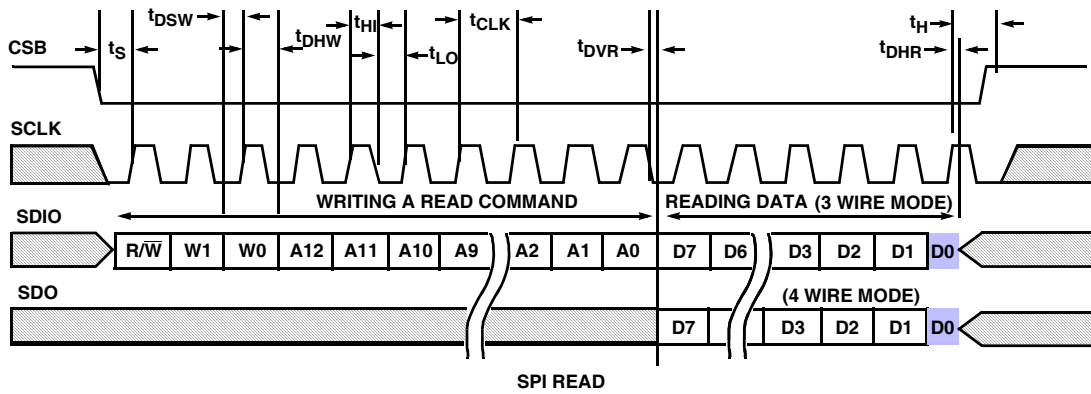 tDSW tHI tCLK tH
CSB tS tDHW tLO tDVR tDHR
SCLK
WRITING A READ COMMAND READING DATA (3 WIRE MODE)
SDIO
R/W̅ W1 W0 A12 A11 A10 A9 A2 A1 A0 D7 D6 D3 D2 D1 D0
SDO (4 WIRE MODE)
D7 D3 D2 D1 D0
SPI READ